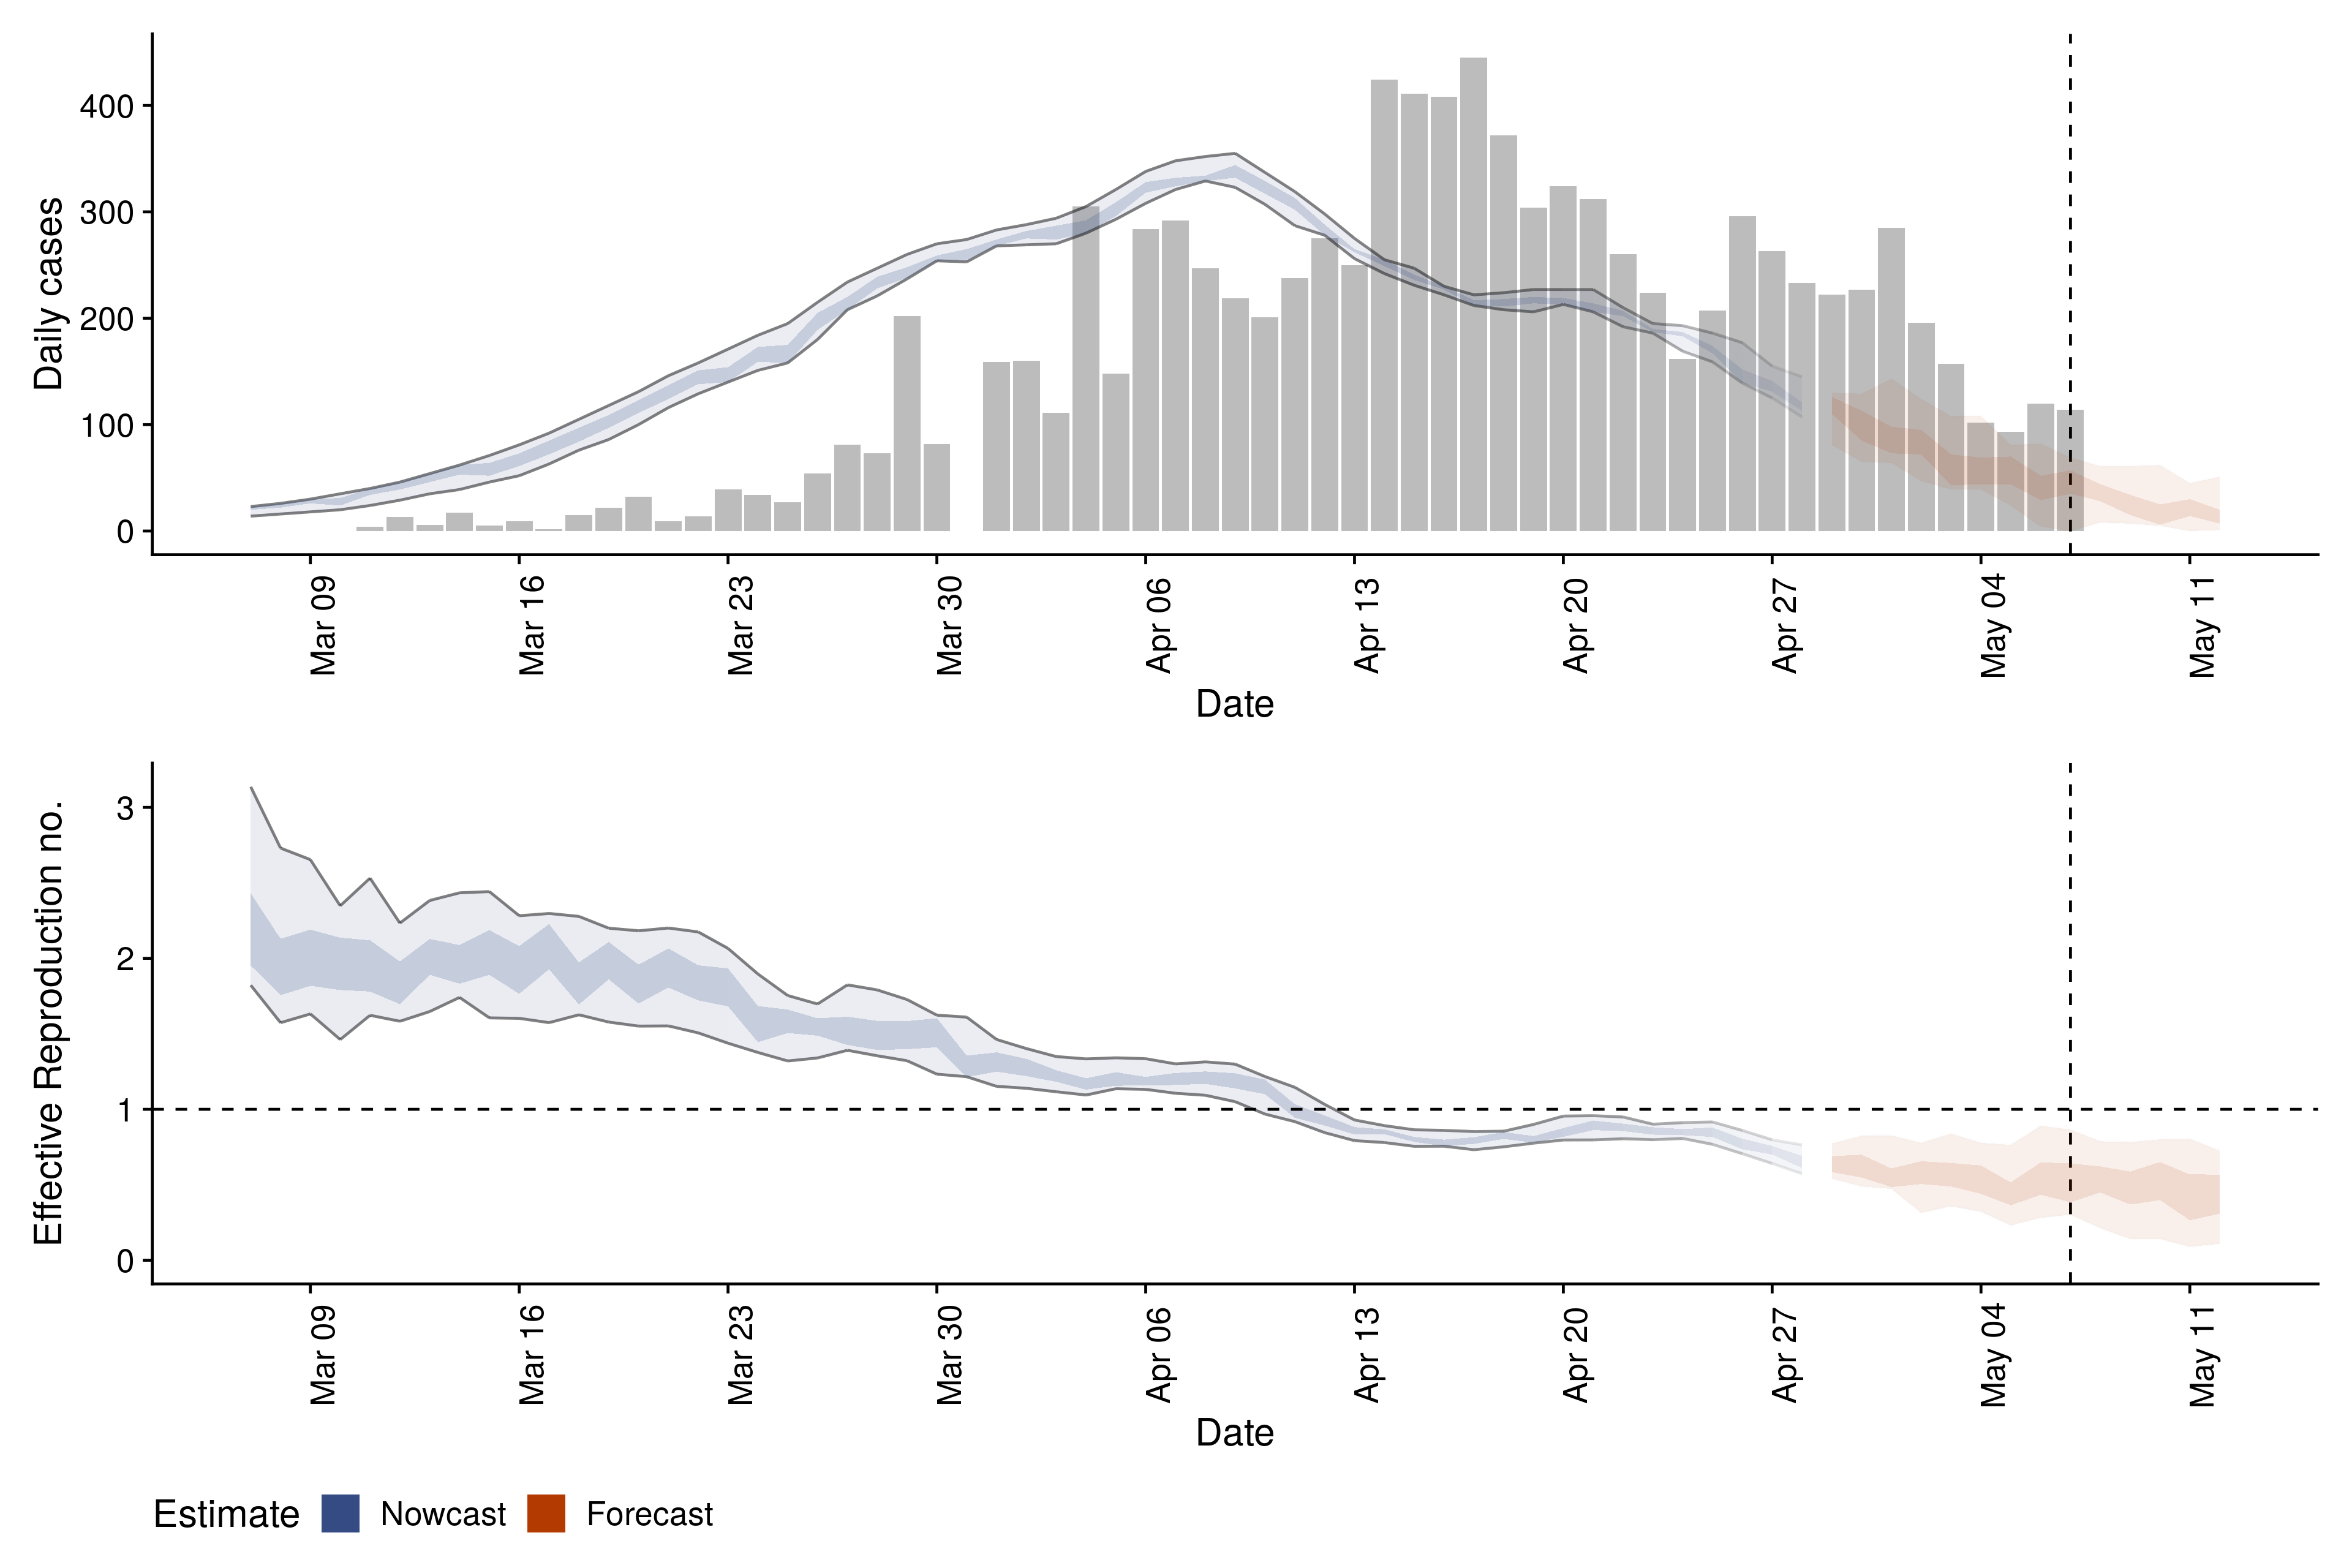 Daily cases
400
300
200
100
0
Mar 09
Mar 16
Mar 23
Mar 30
Apr 06
Apr 13
Apr 20
Apr 27
May 04
May 11
Date
Effective Reproduction no.
3
2
1
0
Mar 09
Mar 16
Mar 23
Mar 30
Apr 06
Apr 13
Apr 20
Apr 27
May 04
May 11
Date
Estimate Nowcast Forecast